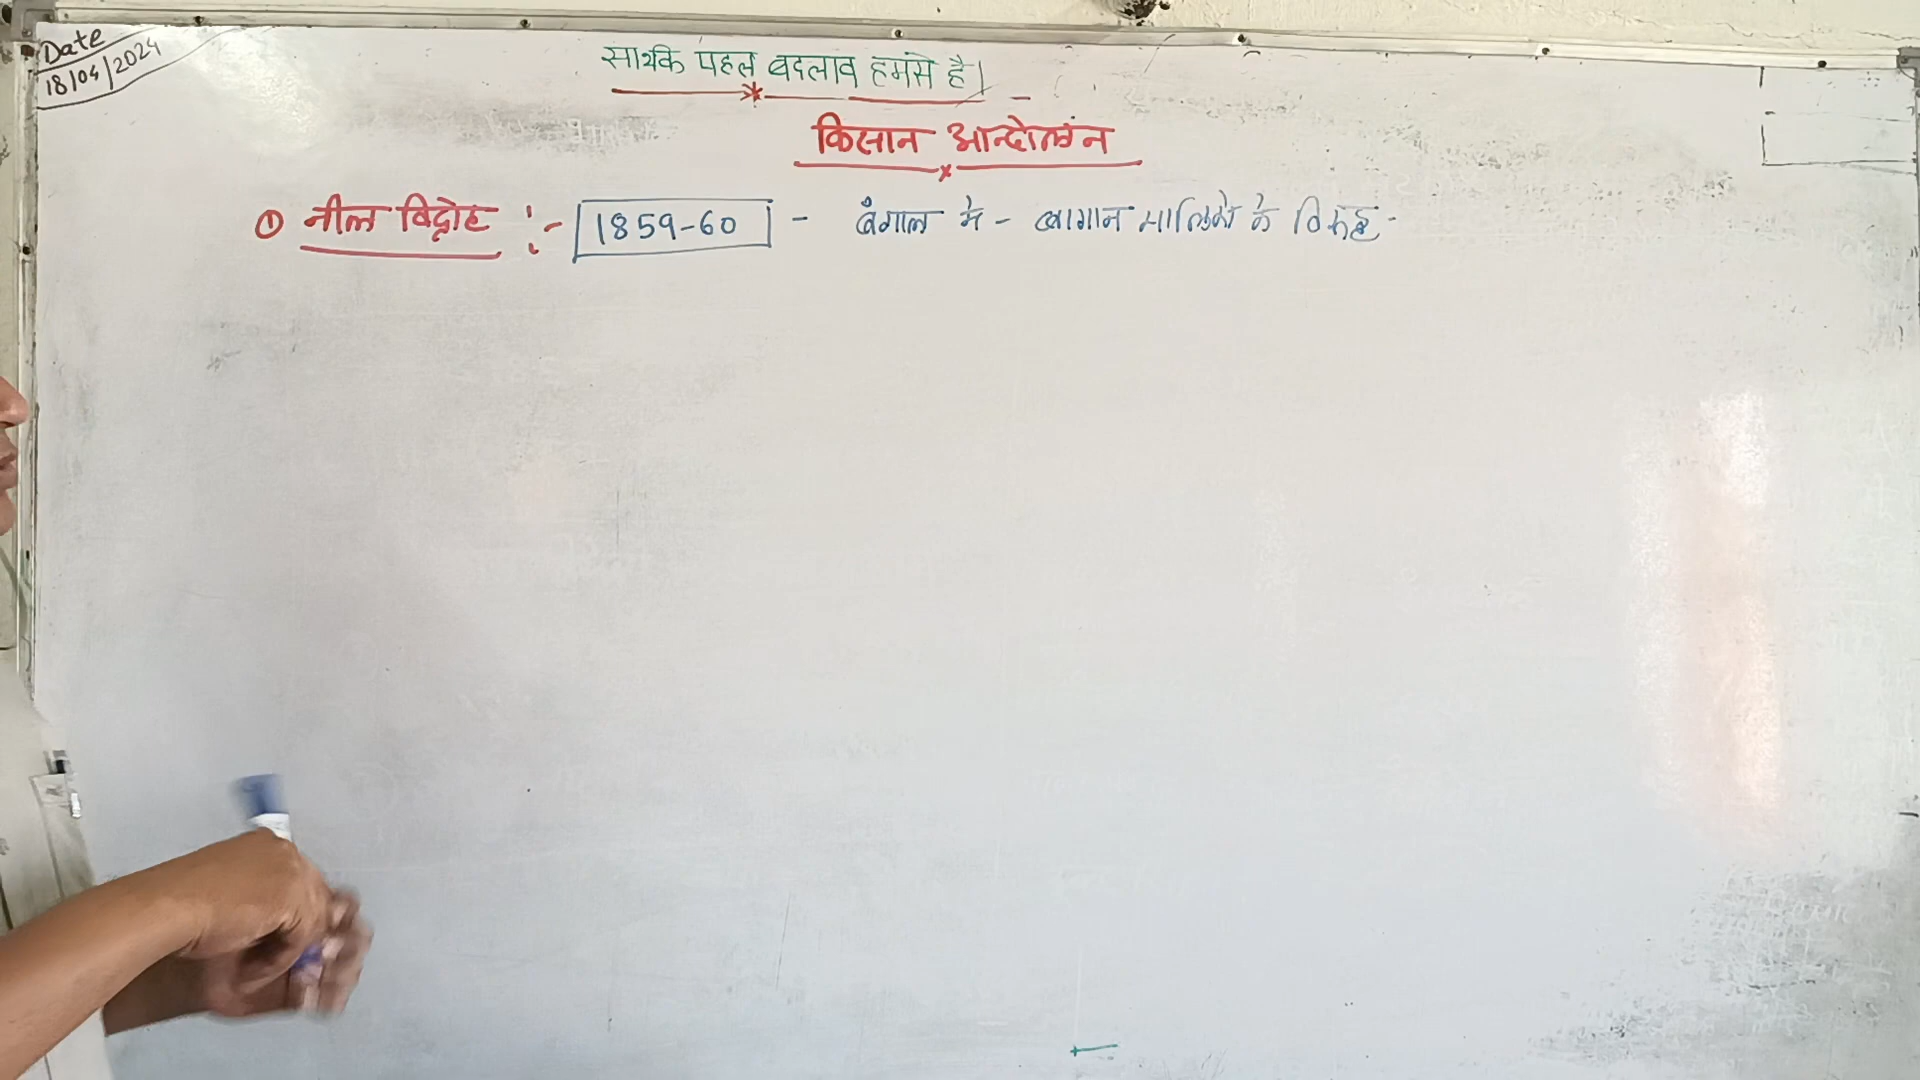 Date
18/04/2024
सार्थक पहल बदलाव हमसे है।
किसान आन्दोलन
① नील विद्रोह :- 1859-60 - बंगाल में - बागान मालिकों के विरुद्ध -